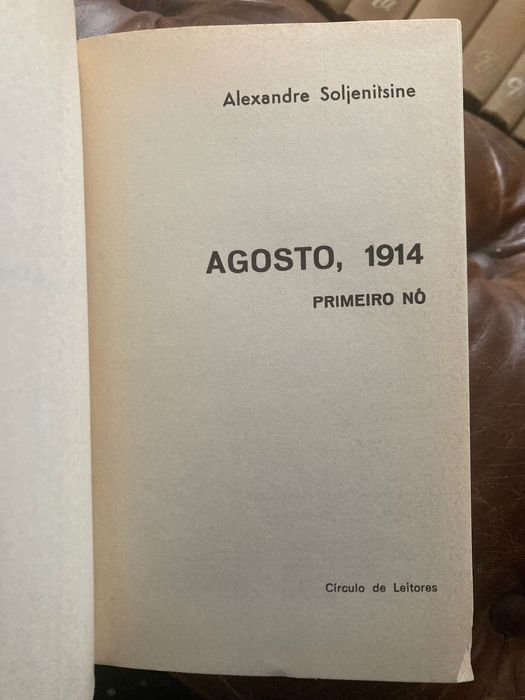 Alexandre Soljenitsine
AGOSTO, 1914
PRIMEIRO NÓ
Círculo de Leitores